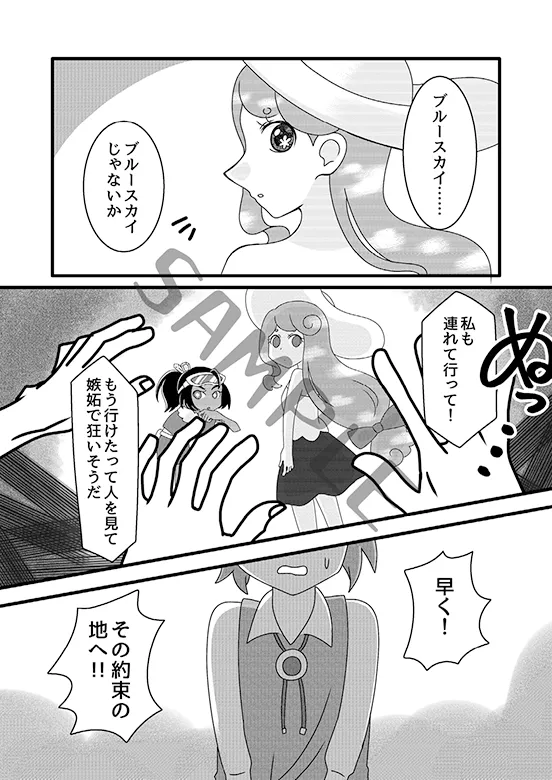 ブルースカイ……
ブルースカイ
じゃないか
ぬっ
私も
連れて行って！
もう行けたって人を見て
嫉妬で狂いそうだ
早く！
その約束の
地へ!!
SAMPLE